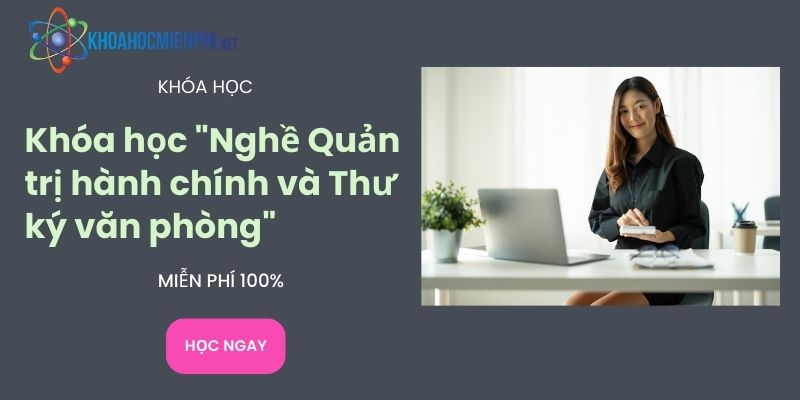 KHOAHOCMIENPHI.NET
KHÓA HỌC
Khóa học "Nghề Quản
trị hành chính và Thư
ký văn phòng"
MIỄN PHÍ 100%
HỌC NGAY